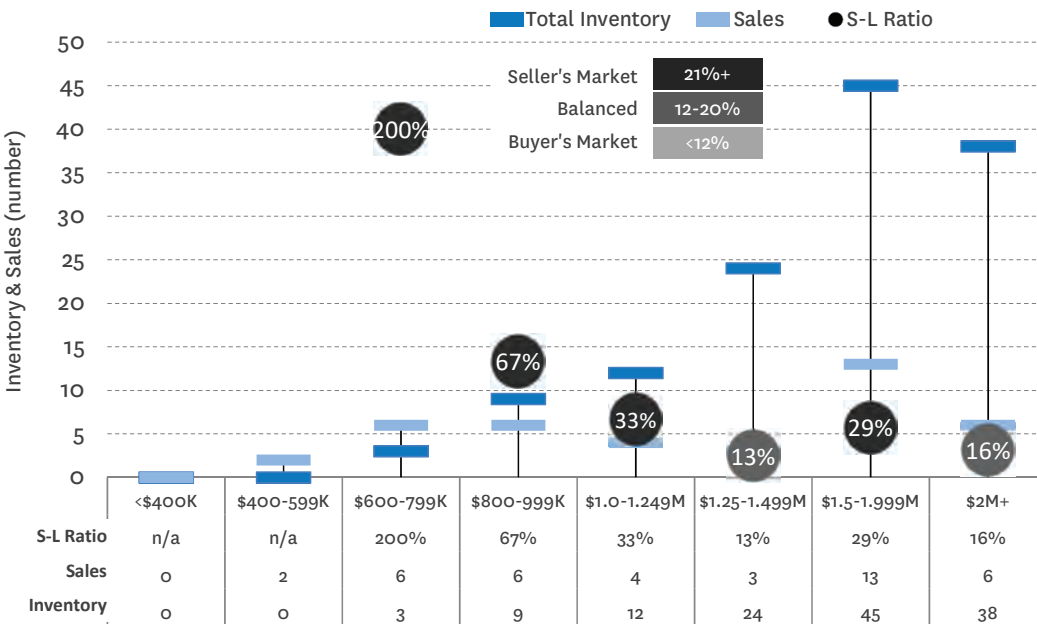 Total Inventory Sales S-L Ratio
50
45
40
35
30
25
20
15
10
5
0
Inventory & Sales (number)
Seller's Market 21%+
Balanced 12-20%
Buyer's Market <12%
200%
67%
33%
13%
29%
16%
<$400K $400-599K $600-799K $800-999K $1.0-1.249M $1.25-1.499M $1.5-1.999M $2M+
S-L Ratio n/a n/a 200% 67% 33% 13% 29% 16%
Sales 0 2 6 6 4 3 13 6
Inventory 0 0 3 9 12 24 45 38